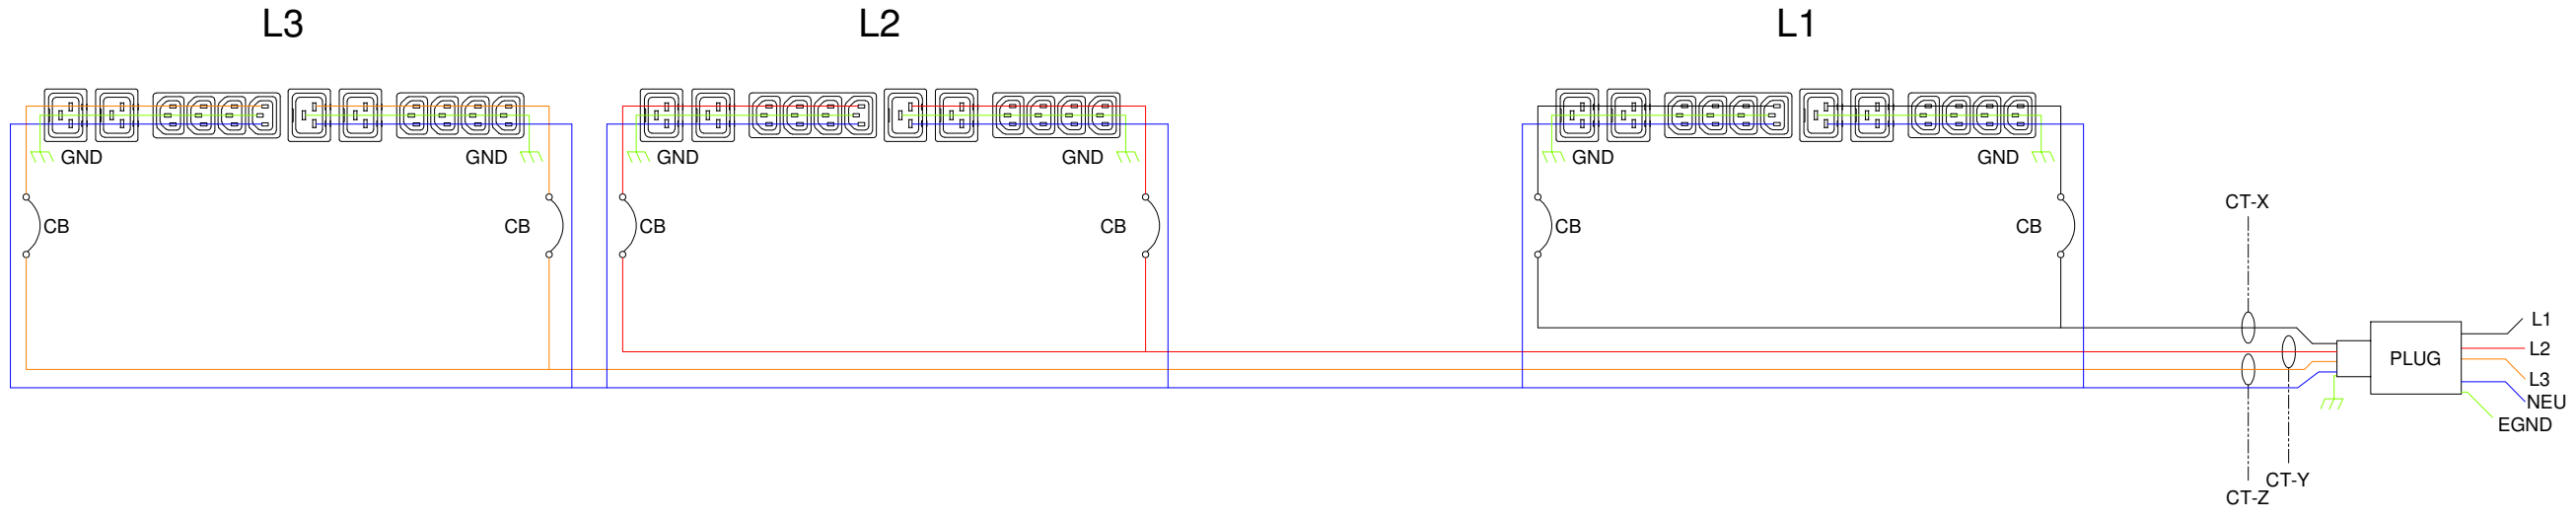 L3 L2 L1
GND GND GND GND GND GND
CT-X
CB CB CB CB CB CB
L1
L2
PLUG
L3
NEU
EGND
CT-Y
CT-Z